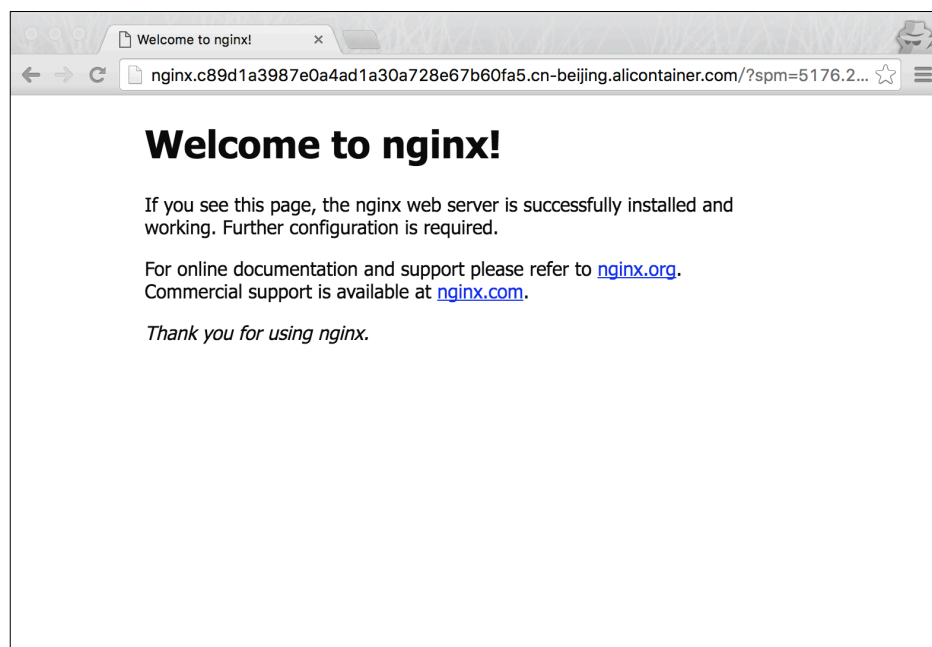 Welcome to nginx!
nginx.c89d1a3987e0a4ad1a30a728e67b60fa5.cn-beijing.alicontainer.com/?spm=5176.2...
Welcome to nginx!
If you see this page, the nginx web server is successfully installed and
working. Further configuration is required.
For online documentation and support please refer to nginx.org.
Commercial support is available at nginx.com.
Thank you for using nginx.